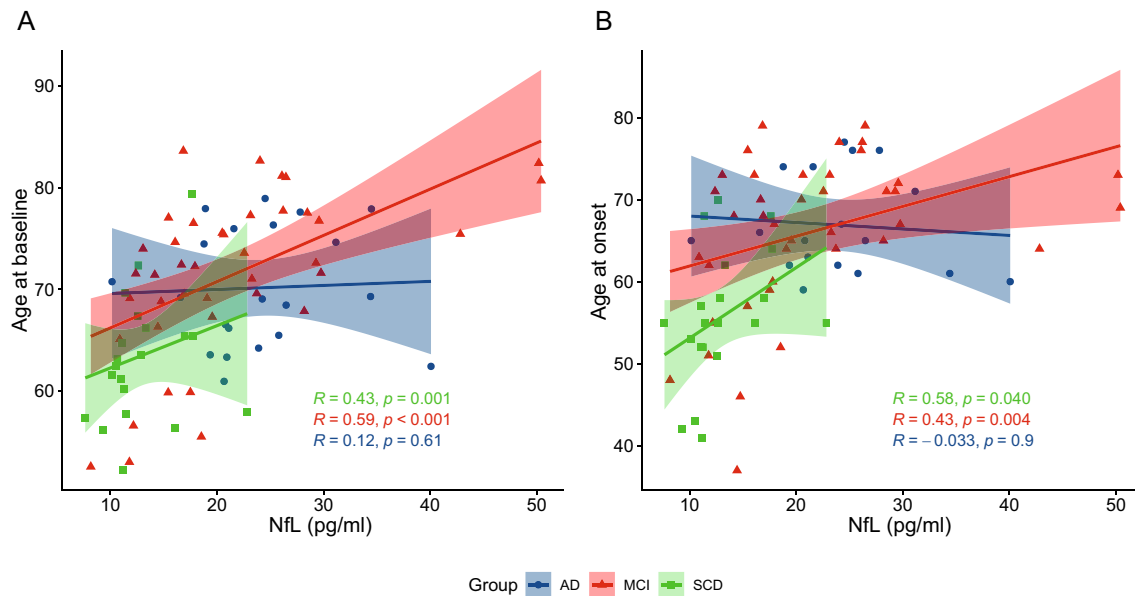 A
Age at baseline
90
80
70
60
R = 0.43, p = 0.001
R = 0.59, p < 0.001
R = 0.12, p = 0.61
10 20 30 40 50
NfL (pg/ml)
B
Age at onset
80
70
60
50
40
R = 0.58, p = 0.040
R = 0.43, p = 0.004
R = − 0.033, p = 0.9
10 20 30 40 50
NfL (pg/ml)
Group AD MCI SCD